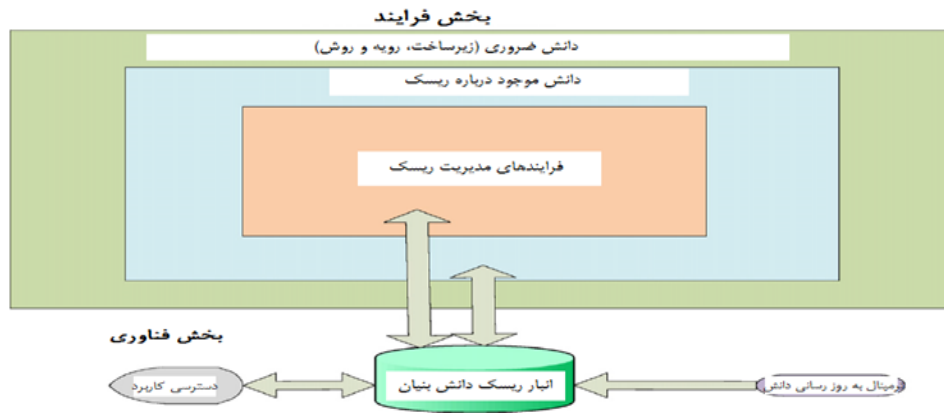 بخش فرایند
دانش ضروری (زیرساخت، رویه و روش)
دانش موجود درباره ریسک
فرایندهای مدیریت ریسک
بخش فناوری
دسترسی کاربرد
انبار ریسک دانش بنیان
ترمینال به روز رسانی دانش